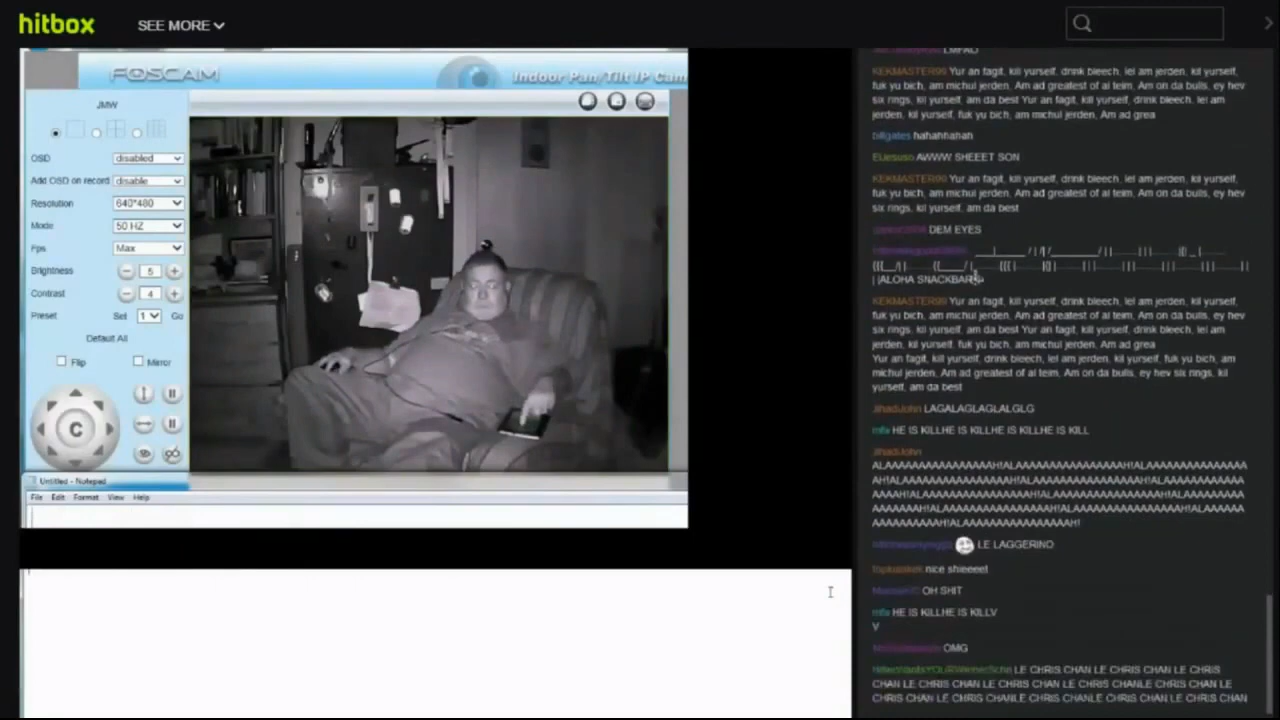 hitbox
SEE MORE
FOSCAM
Indoor Pan/Tilt IP Cam
JMW
OSD disabled
Add OSD on record disable
Resolution 640*480
Mode 50 HZ
Fps Max
Brightness 5
Contrast 4
Preset Set 1 Go
Default All
Flip Mirror
C
Untitled - Notepad
File Edit Format View Help
LMFAO
KEKMASTER99 Yur an fagit, kil yurself, drink bleech, lel am jerden, kil yurself,
fuk yu bich, am michul jerden, Am ad greatest of al teim, Am on da bulls, ey hev
six rings, kil yurself, am da best Yur an fagit, kil yurself, drink bleech, lel am
jerden, kil yurself, fuk yu bich, am michul jerden. Am ad grea
billgates hahahhahah
AWWW SHEEET SON
KEKMASTER99 Yur an fagit, kil yurself, drink bleech, lel am jerden, kil yurself,
fuk yu bich, am michul jerden, Am ad greatest of al teim, Am on da bulls, ey hev
six rings, kil yurself, am da best
DEM EYES
ALOHA SNACKBAR
KEKMASTER99 Yur an fagit, kil yurself, drink bleech, lel am jerden, kil yurself,
fuk yu bich, am michul jerden, Am ad greatest of al teim, Am on da bulls, ey hev
six rings, kil yurself, am da best Yur an fagit, kil yurself, drink bleech, lel am
jerden, kil yurself, fuk yu bich, am michul jerden, Am ad grea
Yur an fagit, kill yurself, drink bleech, lel am jerden, kil yurself, fuk yu bich, am
michul jerden, Am ad greatest of al teim, Am on da bulls, ey hev six rings, kil
yurself, am da best
JihadiJohn LAGALAGLAGLALGLG
mfw HE IS KILLHE IS KILLHE IS KILLHE IS KILL
JihadiJohn
LE LAGGERINO
nice shieeeet
OH SHIT
mfw HE IS KILLHE IS KILLV
V
OMG
LE CHRIS CHAN LE CHRIS CHAN LE CHRIS
CHAN LE CHRIS CHAN LE CHRIS CHAN LE CHRIS CHANLE CHRIS CHAN LE
CHRIS CHAN LE CHRIS CHANLE CHRIS CHAN LE CHRIS CHAN LE CHRIS CHAN